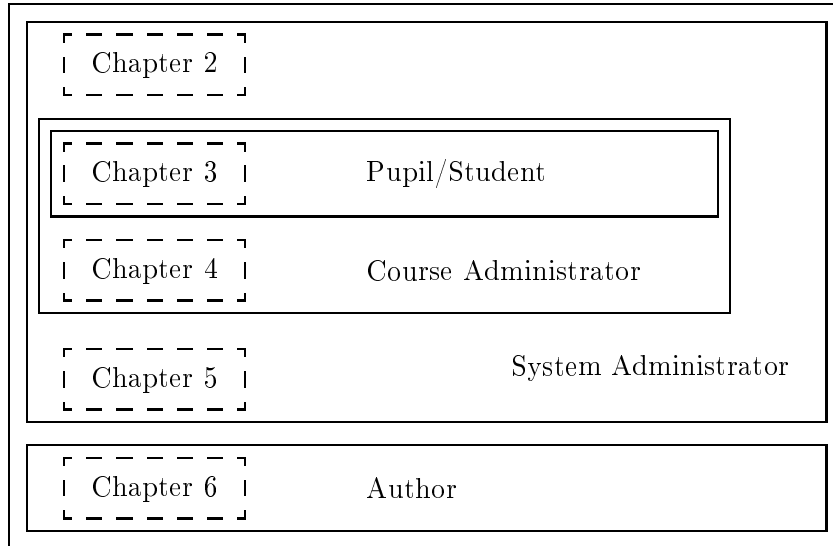 Chapter 2
Chapter 3 Pupil/Student
Chapter 4 Course Administrator
System Administrator
Chapter 5
Chapter 6 Author